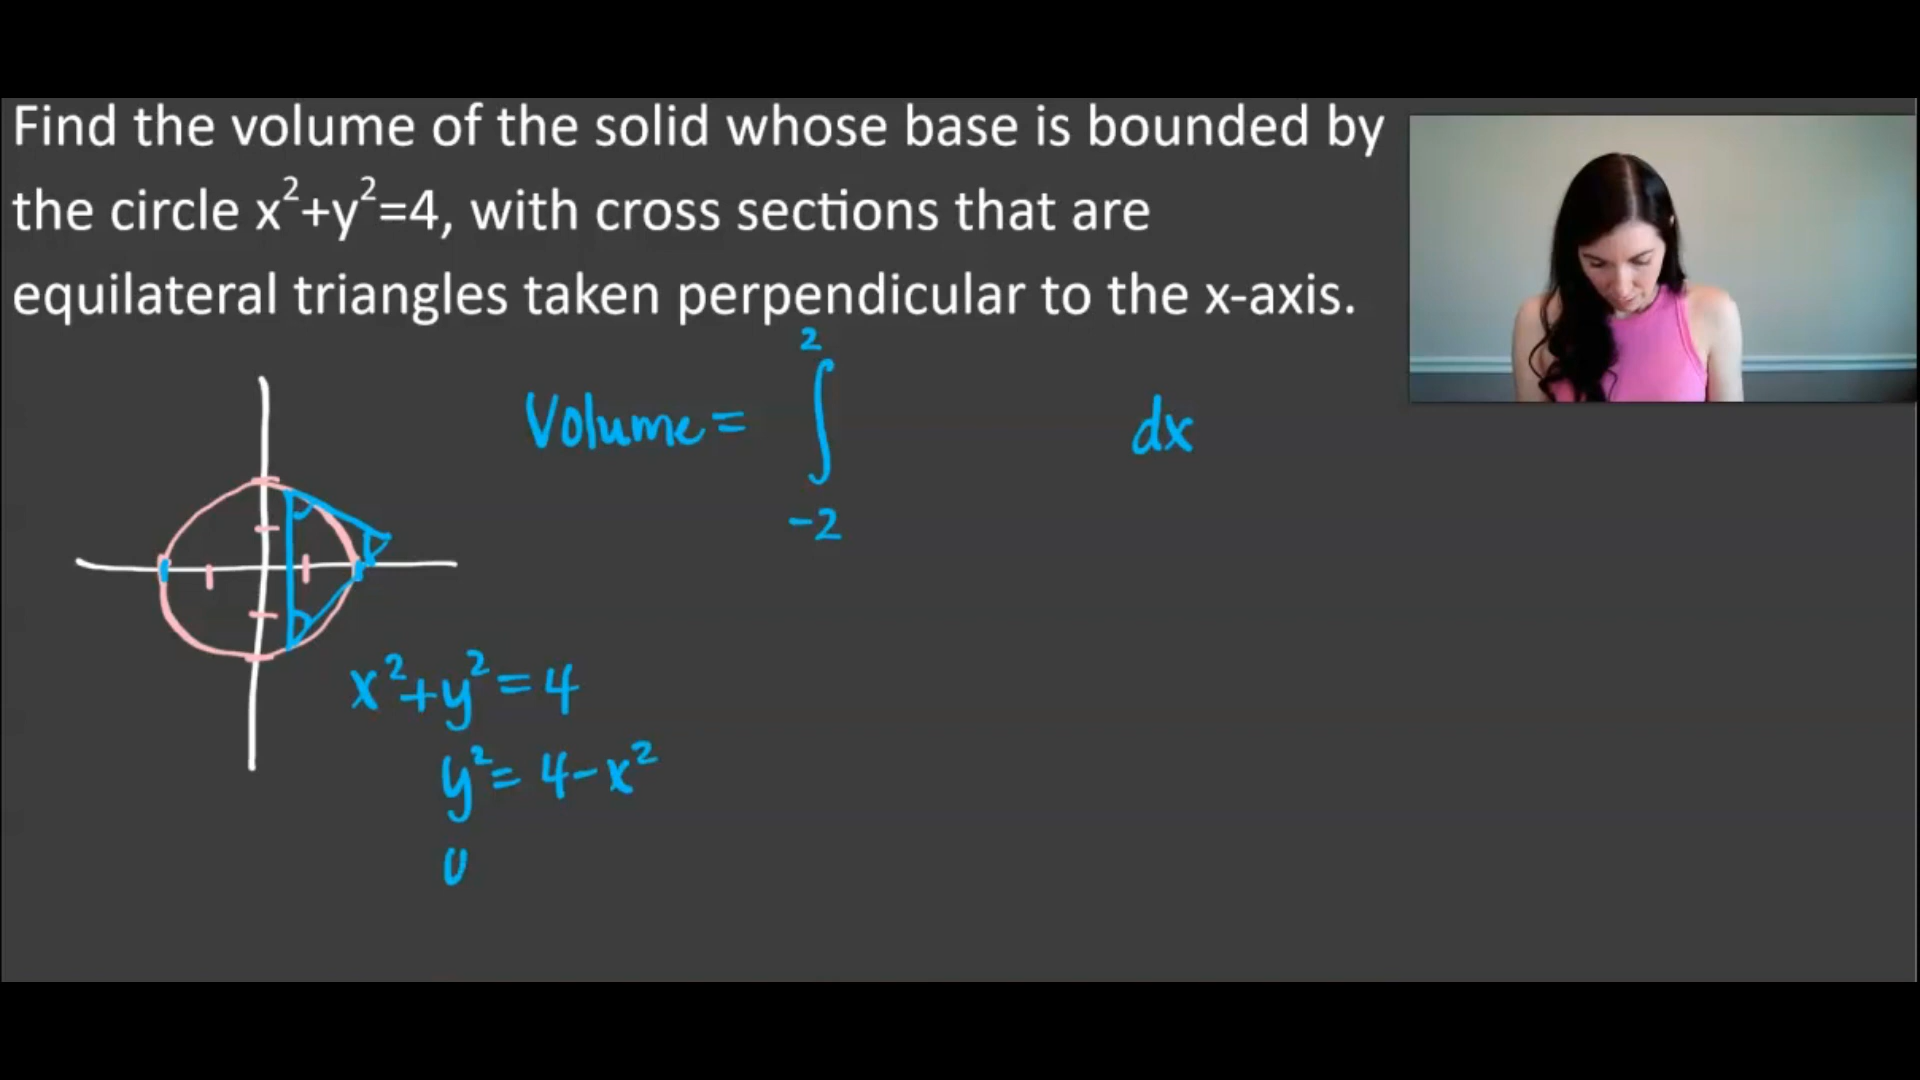 Find the volume of the solid whose base is bounded by
the circle x²+y²=4, with cross sections that are
equilateral triangles taken perpendicular to the x-axis.
Volume = ∫ from -2 to 2 dx
x²+y²=4
y²=4-x²